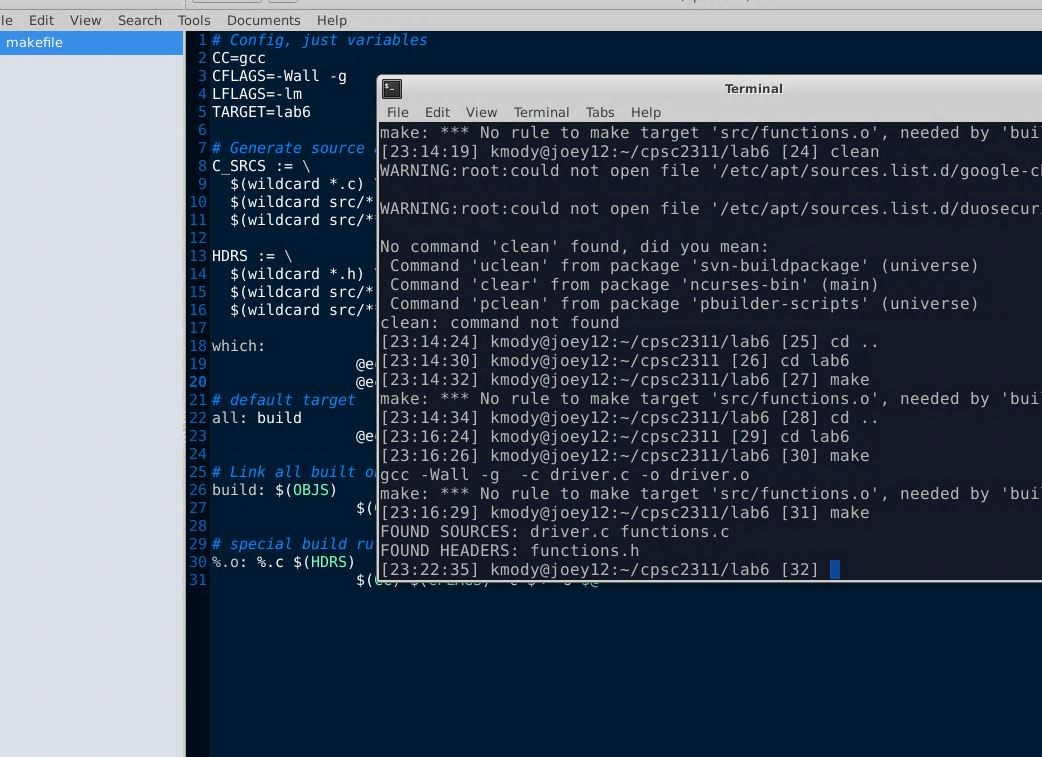 le Edit View Search Tools Documents Help
makefile
1 # Config, just variables
2 CC=gcc
3 CFLAGS=-Wall -g
4 LFLAGS=-lm
5 TARGET=lab6
6
7 # Generate source
8 C_SRCS := \
9 $(wildcard *.c)
10 $(wildcard src/*
11 $(wildcard src/*
12
13 HDRS := \
14 $(wildcard *.h)
15 $(wildcard src/*
16 $(wildcard src/*
17
18 which:
19 @e
20 @e
21 # default target
22 all: build
23 @e
24
25 # Link all built o
26 build: $(OBJS)
27 $(
28
29 # special build ru
30 %.o: %.c $(HDRS)
31
Terminal
File Edit View Terminal Tabs Help
make: *** No rule to make target 'src/functions.o', needed by 'bui
[23:14:19] kmody@joey12:~/cpsc2311/lab6 [24] clean
WARNING:root:could not open file '/etc/apt/sources.list.d/google-c
WARNING:root:could not open file '/etc/apt/sources.list.d/duosecur
No command 'clean' found, did you mean:
Command 'uclean' from package 'svn-buildpackage' (universe)
Command 'clear' from package 'ncurses-bin' (main)
Command 'pclean' from package 'pbuilder-scripts' (universe)
clean: command not found
[23:14:24] kmody@joey12:~/cpsc2311/lab6 [25] cd ..
[23:14:30] kmody@joey12:~/cpsc2311 [26] cd lab6
[23:14:32] kmody@joey12:~/cpsc2311/lab6 [27] make
make: *** No rule to make target 'src/functions.o', needed by 'bui
[23:14:34] kmody@joey12:~/cpsc2311/lab6 [28] cd ..
[23:16:24] kmody@joey12:~/cpsc2311 [29] cd lab6
[23:16:26] kmody@joey12:~/cpsc2311/lab6 [30] make
gcc -Wall -g  -c driver.c -o driver.o
make: *** No rule to make target 'src/functions.o', needed by 'bui
[23:16:29] kmody@joey12:~/cpsc2311/lab6 [31] make
FOUND SOURCES: driver.c functions.c
FOUND HEADERS: functions.h
[23:22:35] kmody@joey12:~/cpsc2311/lab6 [32]